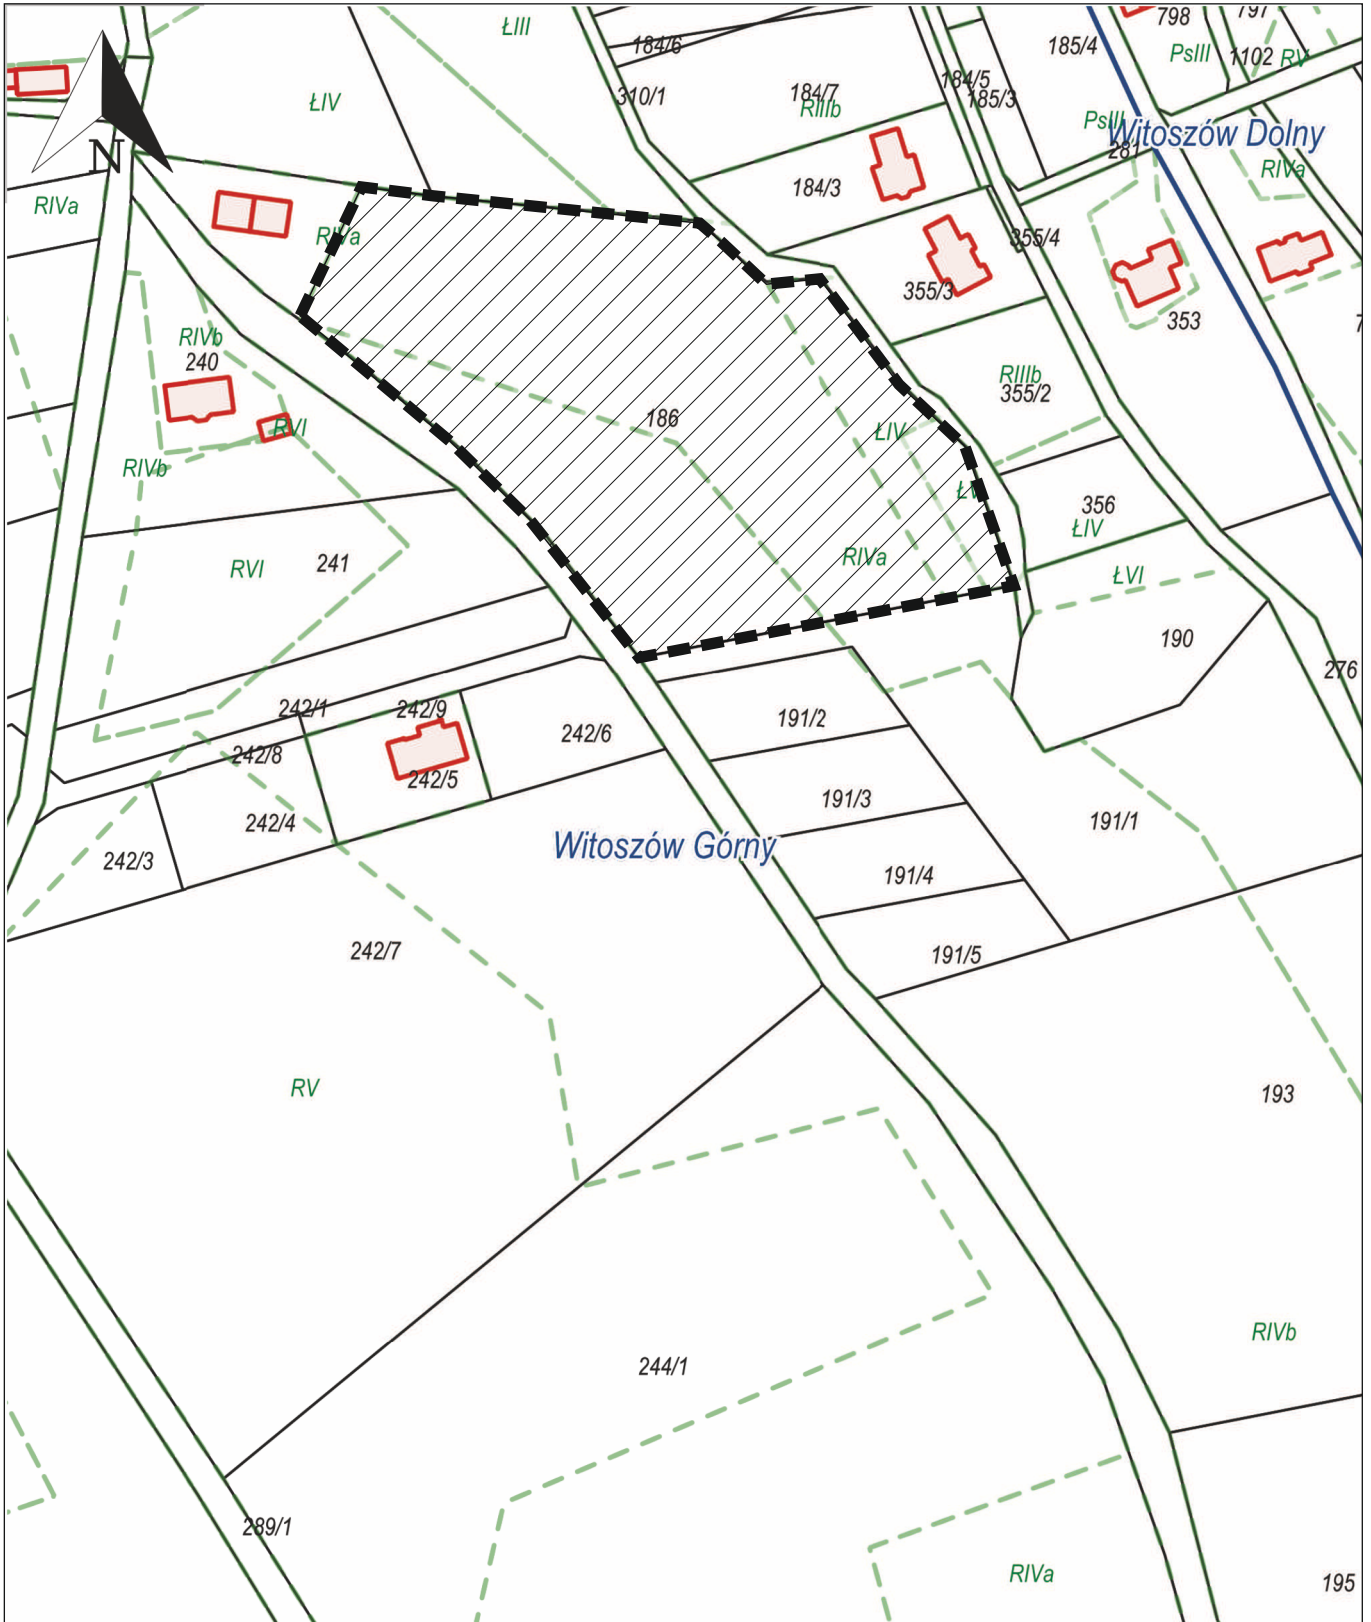 ŁIII
798
797
184/6
185/4
PsIII
1102
RV
184/5
184/7
310/1
185/3
ŁIV
RIIIb
PsIII
Witoszów Dolny
281
N
RIVa
184/3
RIVa
RIVa
355/4
355/3
353
RIVb
240
RIIIb
355/2
186
RVI
ŁIV
RIVb
356
ŁIV
RIVa
241
RVI
ŁVI
190
276
242/1
242/9
191/2
242/6
242/8
242/5
191/3
242/4
191/1
Witoszów Górny
242/3
191/4
242/7
191/5
RV
193
RIVb
244/1
289/1
RIVa
195